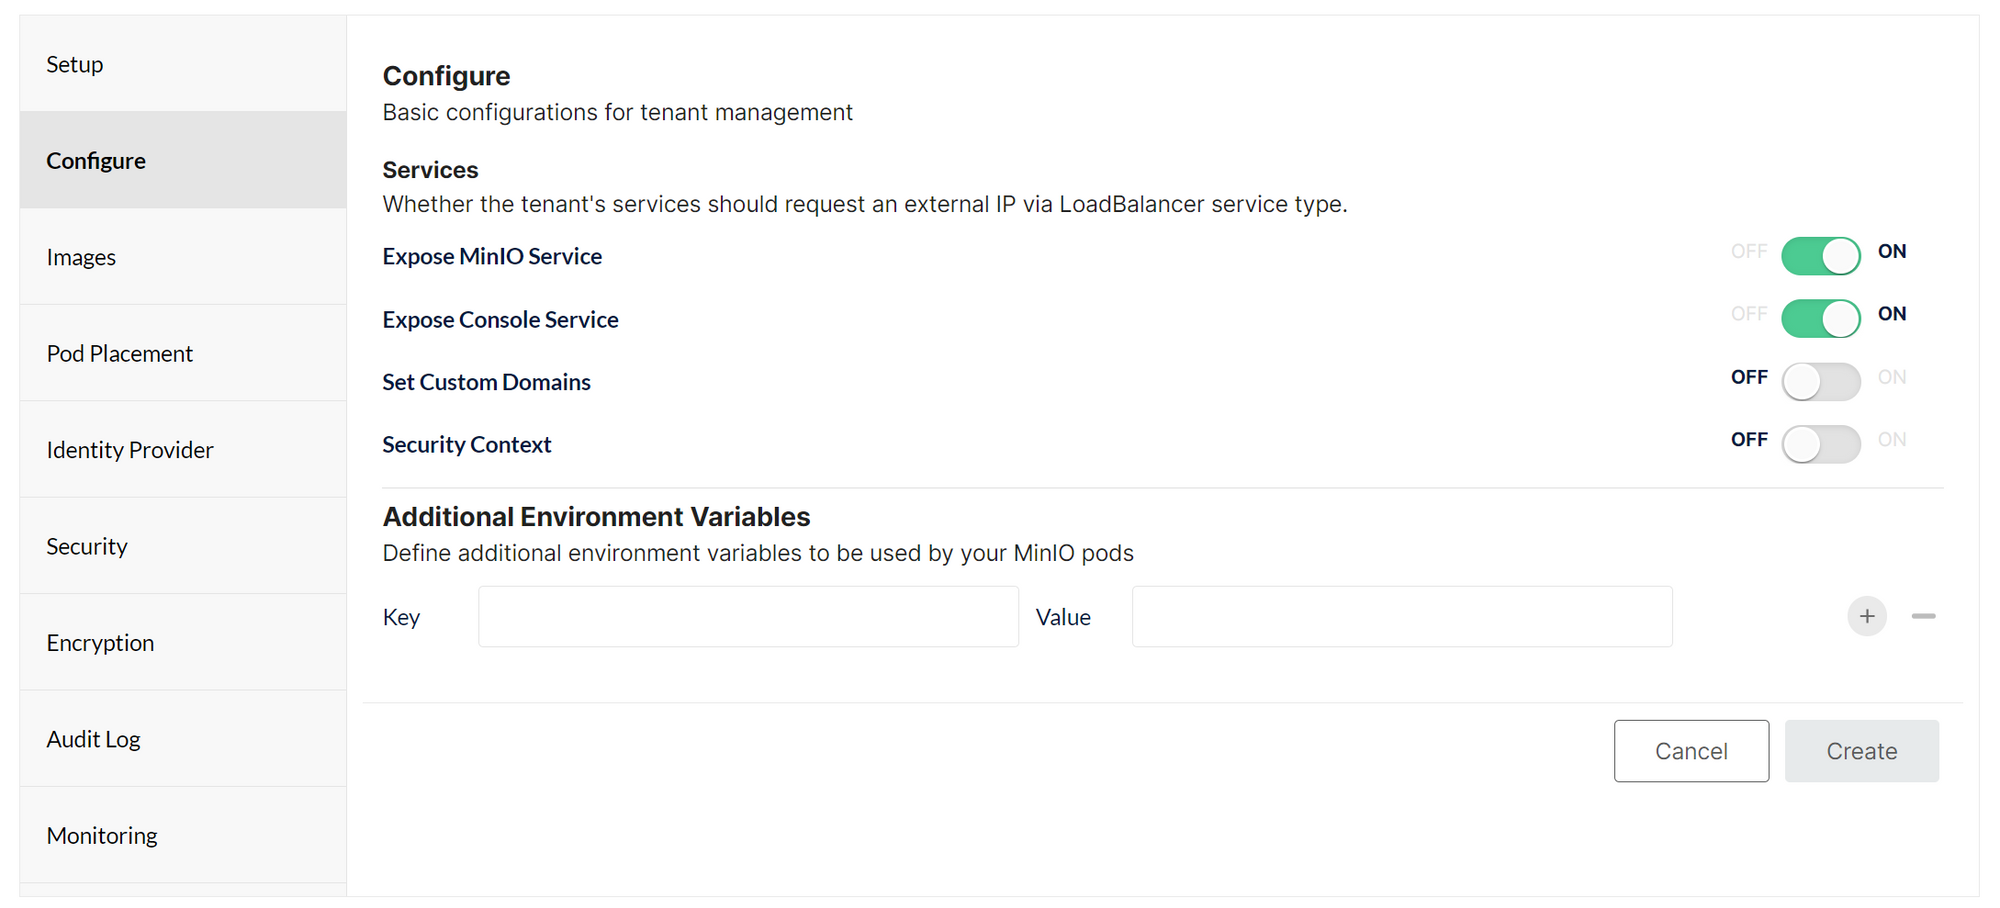 Setup
Configure
Images
Pod Placement
Identity Provider
Security
Encryption
Audit Log
Monitoring
Configure
Basic configurations for tenant management
Services
Whether the tenant's services should request an external IP via LoadBalancer service type.
Expose MinIO Service OFF ON
Expose Console Service OFF ON
Set Custom Domains OFF ON
Security Context OFF ON
Additional Environment Variables
Define additional environment variables to be used by your MinIO pods
Key Value
Cancel Create